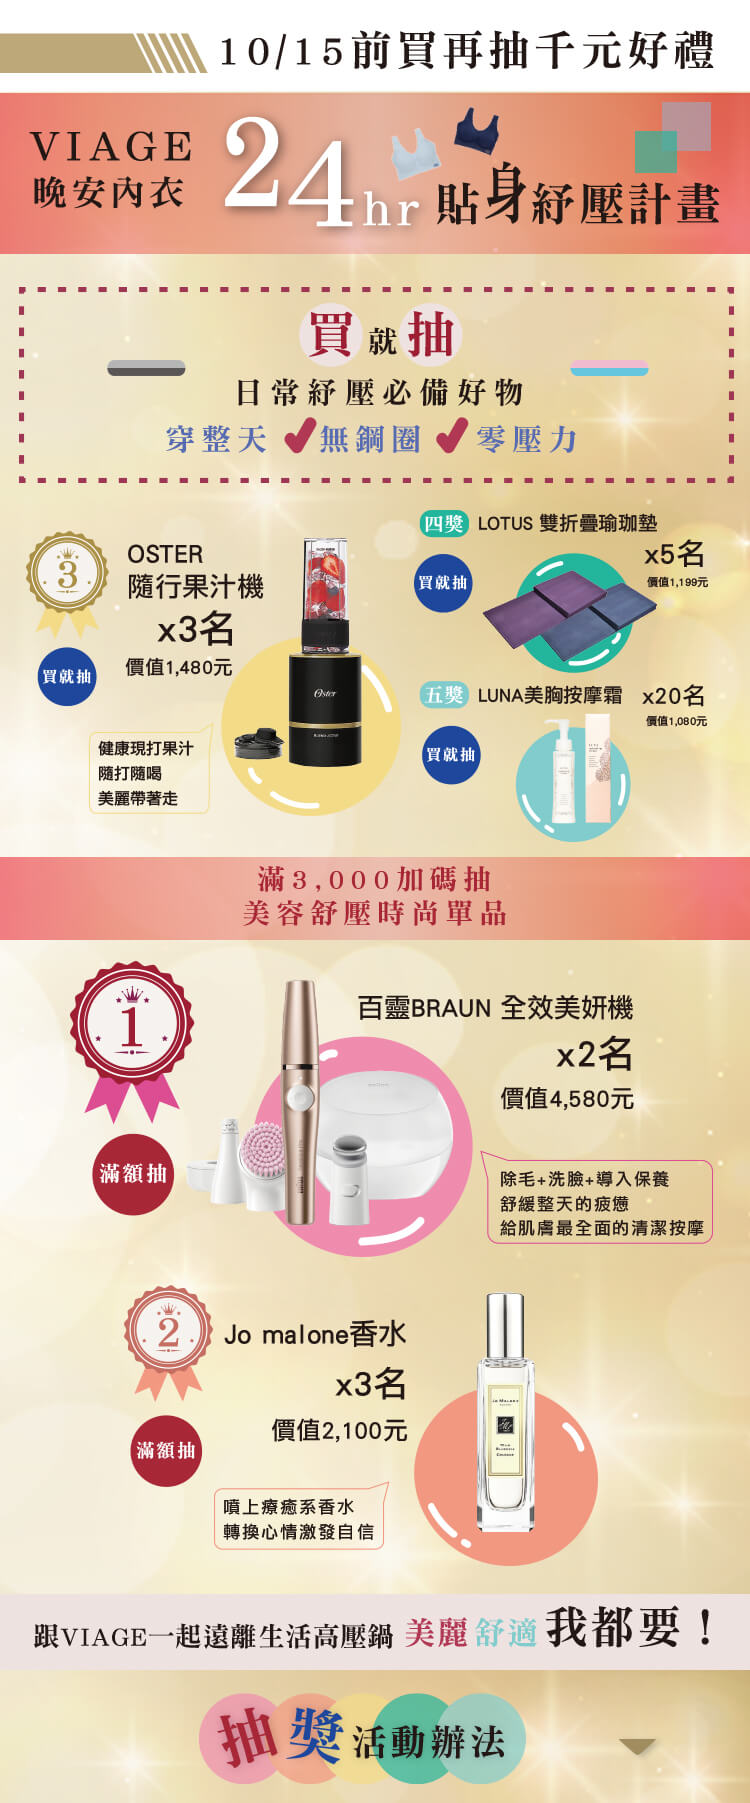 10/15前買再抽千元好禮
VIAGE
晚安內衣
24hr 貼身紓壓計畫
買就抽
日常紓壓必備好物
穿整天 無鋼圈 零壓力
3
OSTER
隨行果汁機
x3名
價值1,480元
買就抽
健康現打果汁
隨打隨喝
美麗帶著走
Oster
四獎 LOTUS 雙折疊瑜珈墊
x5名
價值1,199元
買就抽
五獎 LUNA美胸按摩霜 x20名
價值1,080元
買就抽
滿3,000加碼抽
美容舒壓時尚單品
1
百靈BRAUN 全效美妍機
x2名
價值4,580元
滿額抽
除毛+洗臉+導入保養
舒緩整天的疲憊
給肌膚最全面的清潔按摩
2
Jo malone香水
x3名
價值2,100元
滿額抽
噴上療癒系香水
轉換心情激發自信
Jo Malone
跟VIAGE一起遠離生活高壓鍋 美麗舒適 我都要！
抽獎活動辦法